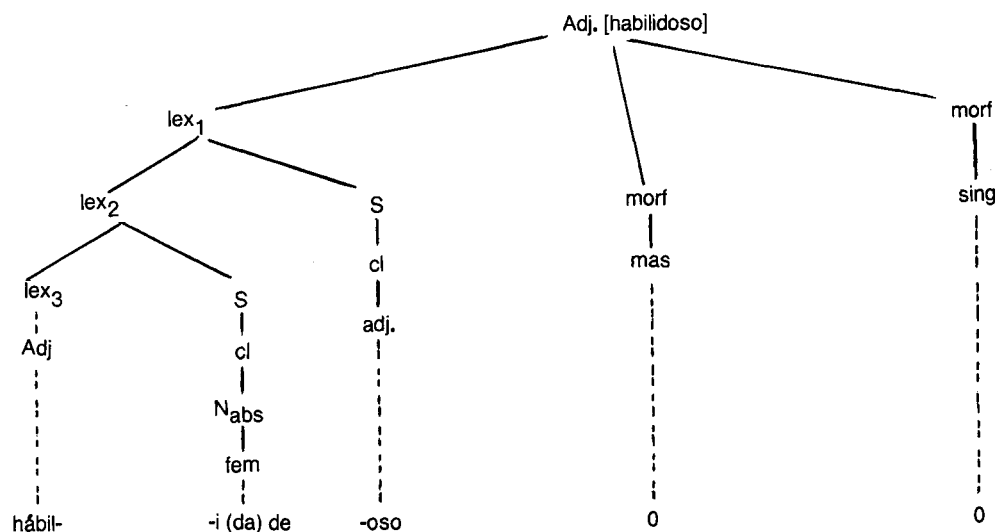 Adj. [habilidoso]
lex1 morf
lex2 S morf sing
cl mas
lex3 S adj.
Adj cl
Nabs
fem
hábil- -i (da) de -oso 0 0